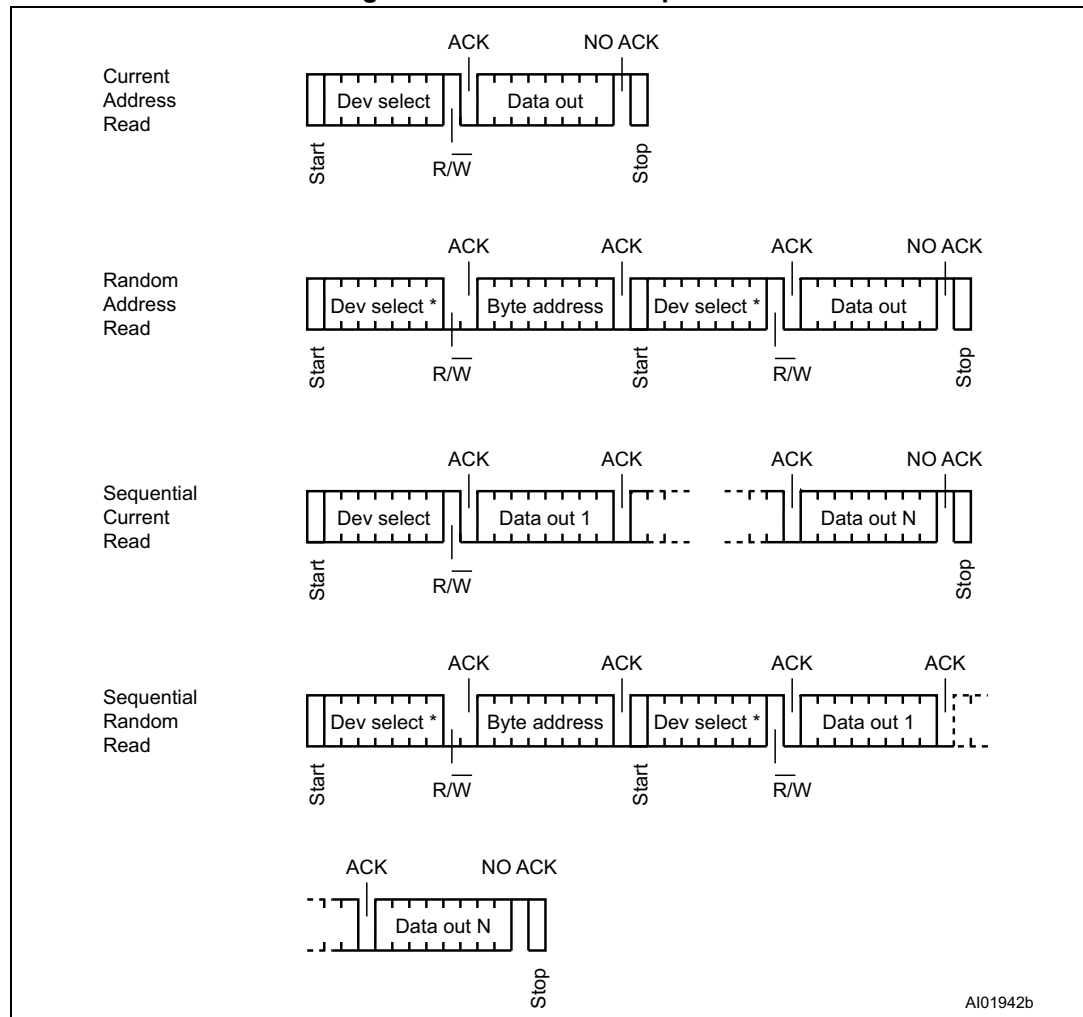 ACK NO ACK
Current
Address
Read
Dev select Data out
Start R/W̅ Stop
ACK ACK ACK NO ACK
Random
Address
Read
Dev select * Byte address Dev select * Data out
Start R/W̅ Start R̅/W Stop
ACK ACK ACK NO ACK
Sequential
Current
Read
Dev select Data out 1 Data out N
Start R/W̅ Stop
ACK ACK ACK ACK
Sequential
Random
Read
Dev select * Byte address Dev select * Data out 1
Start R/W̅ Start R̅/W
ACK NO ACK
Data out N
Stop
AI01942b